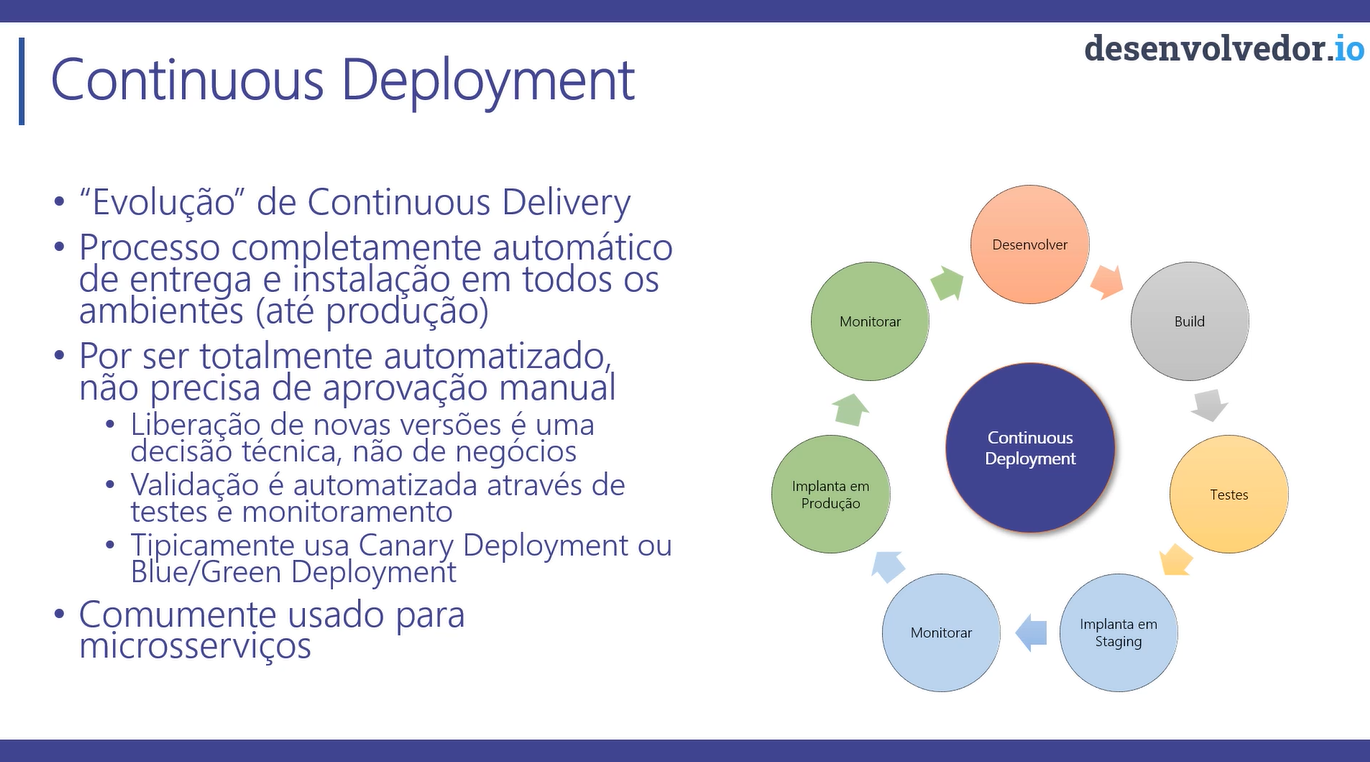 desenvolvedor.io
Continuous Deployment
• “Evolução” de Continuous Delivery
• Processo completamente automático
de entrega e instalação em todos os
ambientes (até produção)
• Por ser totalmente automatizado,
não precisa de aprovação manual
• Liberação de novas versões é uma
decisão técnica, não de negócios
• Validação é automatizada através de
testes e monitoramento
• Tipicamente usa Canary Deployment ou
Blue/Green Deployment
• Comumente usado para
microsserviços
Desenvolver
Build
Testes
Implanta em
Staging
Monitorar
Implanta em
Produção
Monitorar
Continuous
Deployment